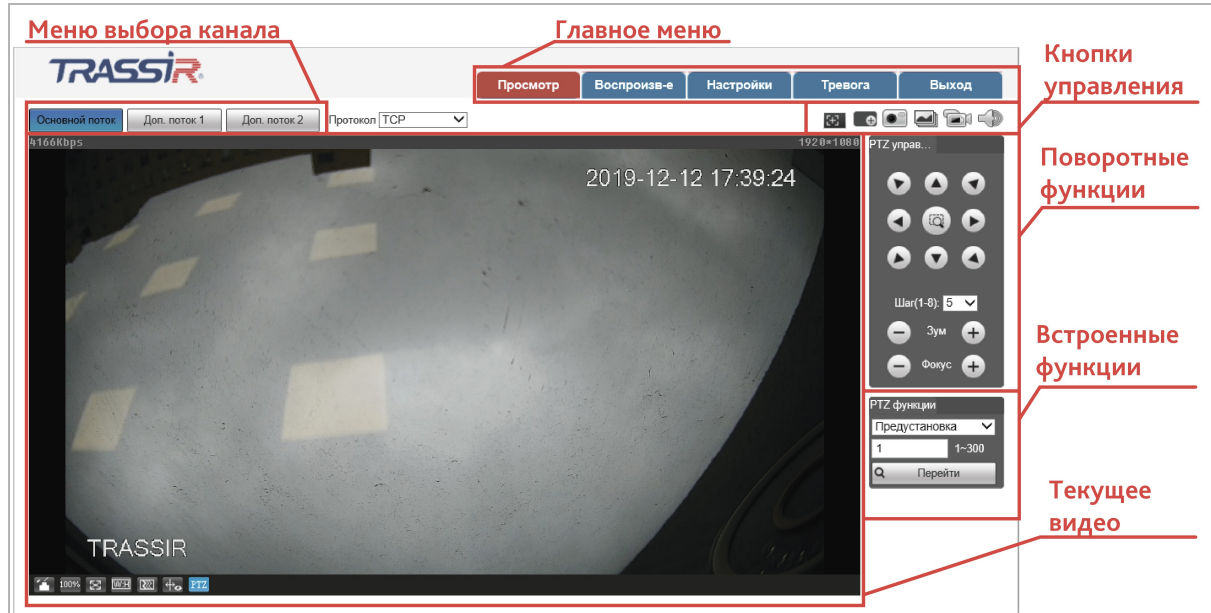 Меню выбора канала
Главное меню
TRASSIR
Кнопки
управления
Просмотр
Воспроизв-е
Настройки
Тревога
Выход
Основной поток
Доп. поток 1
Доп. поток 2
Протокол TCP
4166Kbps
1920*1080
PTZ управ...
2019-12-12 17:39:24
Поворотные
функции
Шаг(1-8): 5
Зум
Фокус
Встроенные
функции
PTZ функции
Предустановка
1
1~300
Перейти
Текущее
видео
TRASSIR
100%
W:H
PTZ